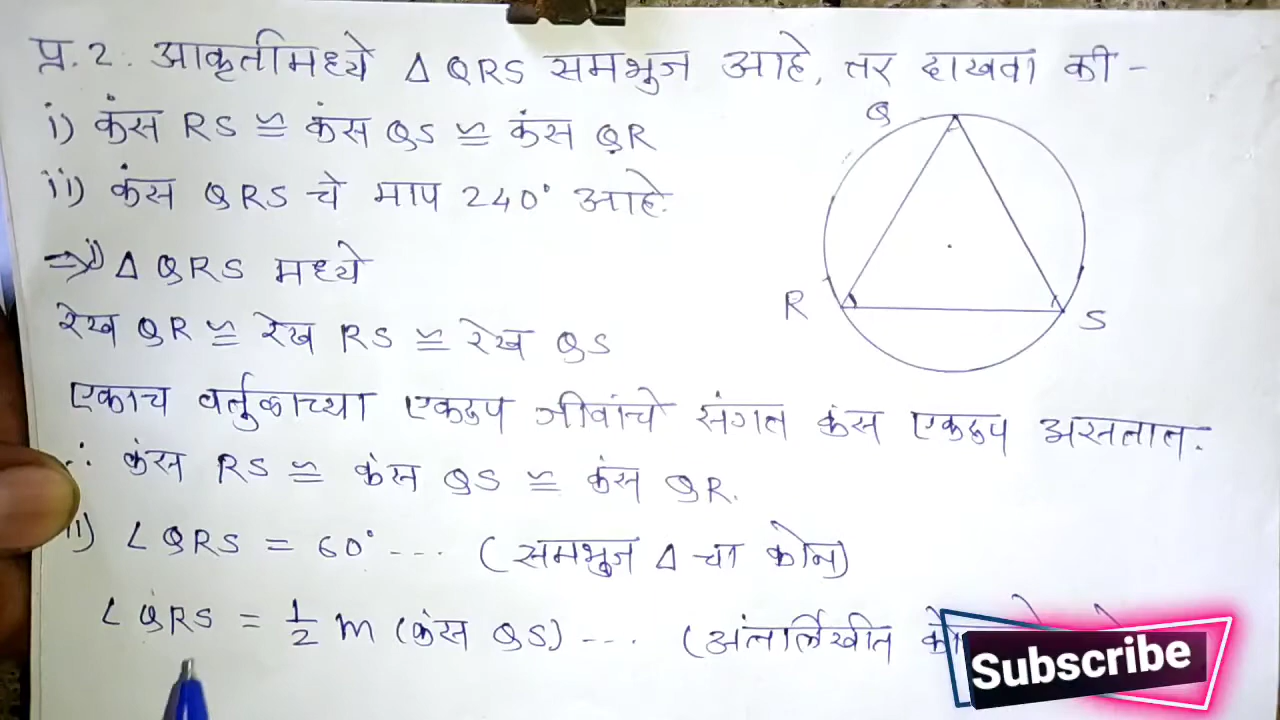 प्र.2. आकृतीमध्ये Δ QRS समभुज आहे, तर दाखवा की -
i) कंस RS ≅ कंस QS ≅ कंस QR
ii) कंस QRS चे माप 240° आहे.
Q
R
S
⇒ i) Δ QRS मध्ये
रेख QR ≅ रेख RS ≅ रेख QS
एकाच वर्तुळाच्या एकरूप जीवांचे संगत कंस एकरूप असतात.
∴ कंस RS ≅ कंस QS ≅ कंस QR.
ii) ∠QRS = 60° --- (समभुज Δ चा कोन)
∠QRS = 1/2 m (कंस QS) --- (अंतर्लिखीत
Subscribe